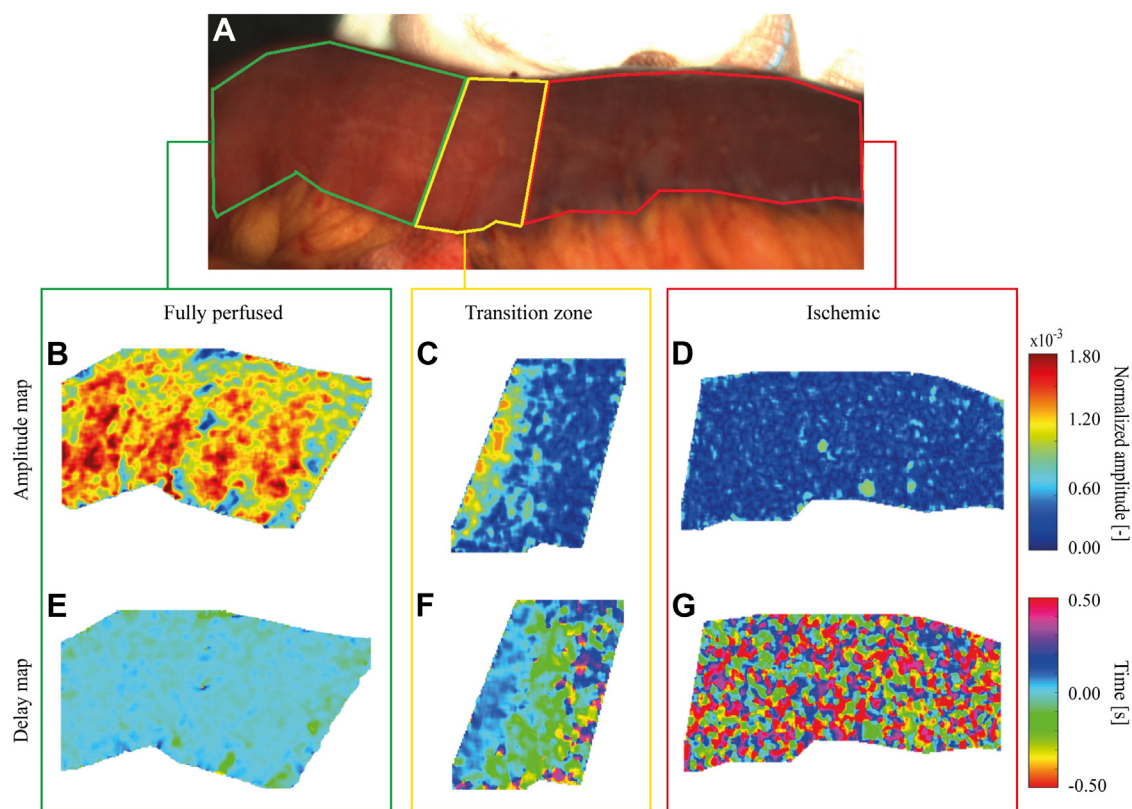 A
Fully perfused
Transition zone
Ischemic
B
C
D
Amplitude map
x10⁻³
1.80
1.20
0.60
0.00
Normalized amplitude [-]
E
F
G
Delay map
0.50
0.00
-0.50
Time [s]